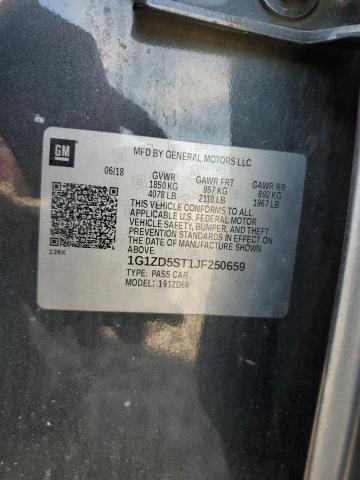 GM
MFD BY GENERAL MOTORS LLC
06/18
GVWR GAWR FRT GAWR RR
1850 KG 957 KG 892 KG
4078 LB 2110 LB 1967 LB
THIS VEHICLE CONFORMS TO ALL
APPLICABLE U.S. FEDERAL MOTOR
VEHICLE SAFETY, BUMPER, AND THEFT
PREVENTION STANDARDS IN EFFECT ON
THE DATE OF MANUFACTURE SHOWN
ABOVE.
139X
1G1ZD5ST1JF250659
TYPE: PASS CAR
MODEL: 191ZD69